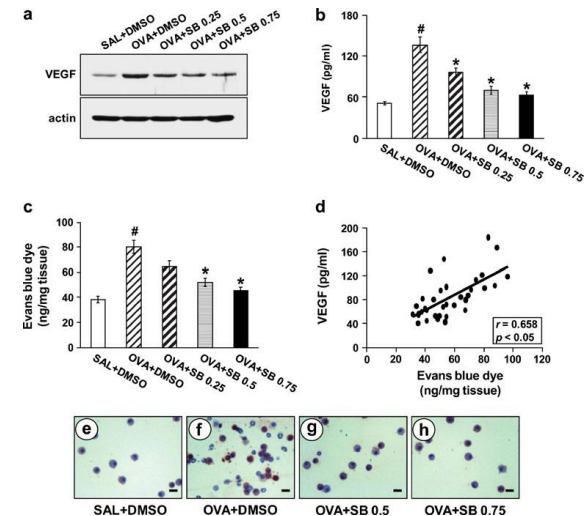 a
SAL+DMSO
OVA+DMSO
OVA+SB 0.25
OVA+SB 0.5
OVA+SB 0.75
VEGF
actin
b
VEGF (pg/ml)
180
120
60
0
#
*
*
*
SAL+DMSO
OVA+DMSO
OVA+SB 0.25
OVA+SB 0.5
OVA+SB 0.75
c
Evans blue dye
(ng/mg tissue)
100
80
60
40
20
0
#
*
*
SAL+DMSO
OVA+DMSO
OVA+SB 0.25
OVA+SB 0.5
OVA+SB 0.75
d
VEGF (pg/ml)
200
160
120
80
40
0
r = 0.658
p < 0.05
0 20 40 60 80 100 120
Evans blue dye
(ng/mg tissue)
e
f
g
h
SAL+DMSO
OVA+DMSO
OVA+SB 0.5
OVA+SB 0.75